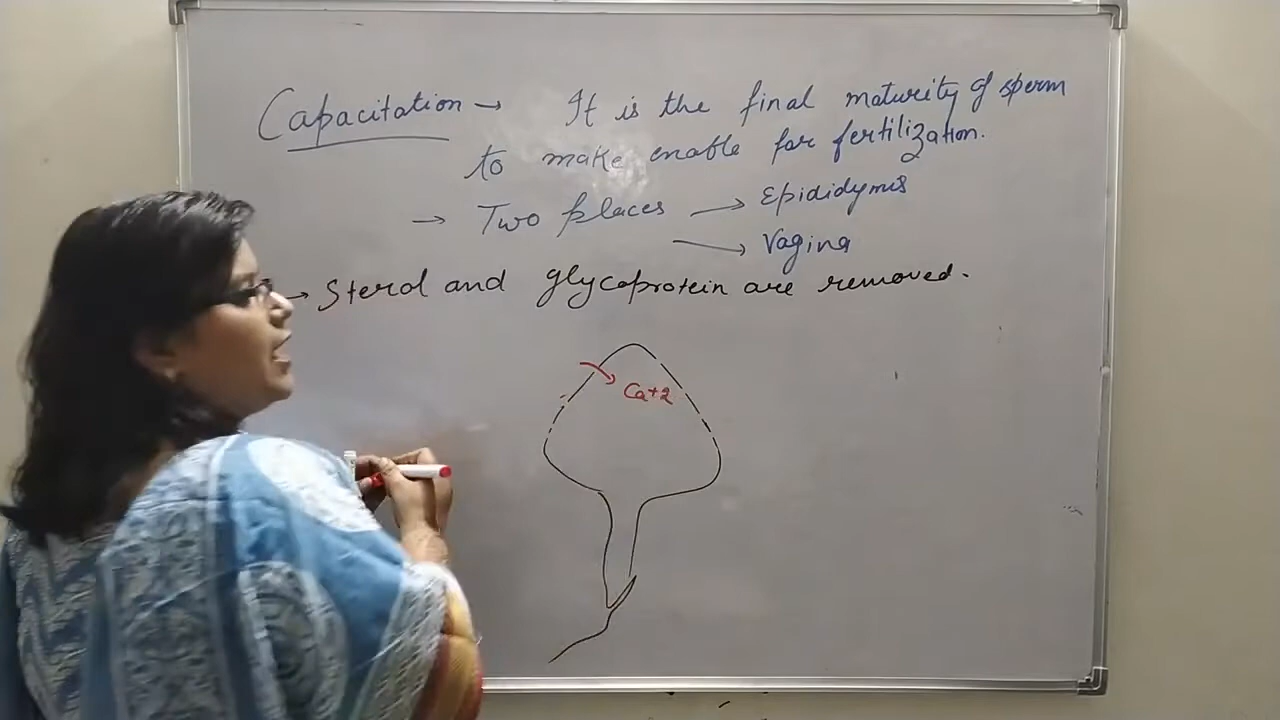 Capacitation → It is the final maturity of sperm
to make enable for fertilization.
→ Two places → Epididymis
→ Vagina
→ Sterol and glycoprotein are removed.
Ca+2